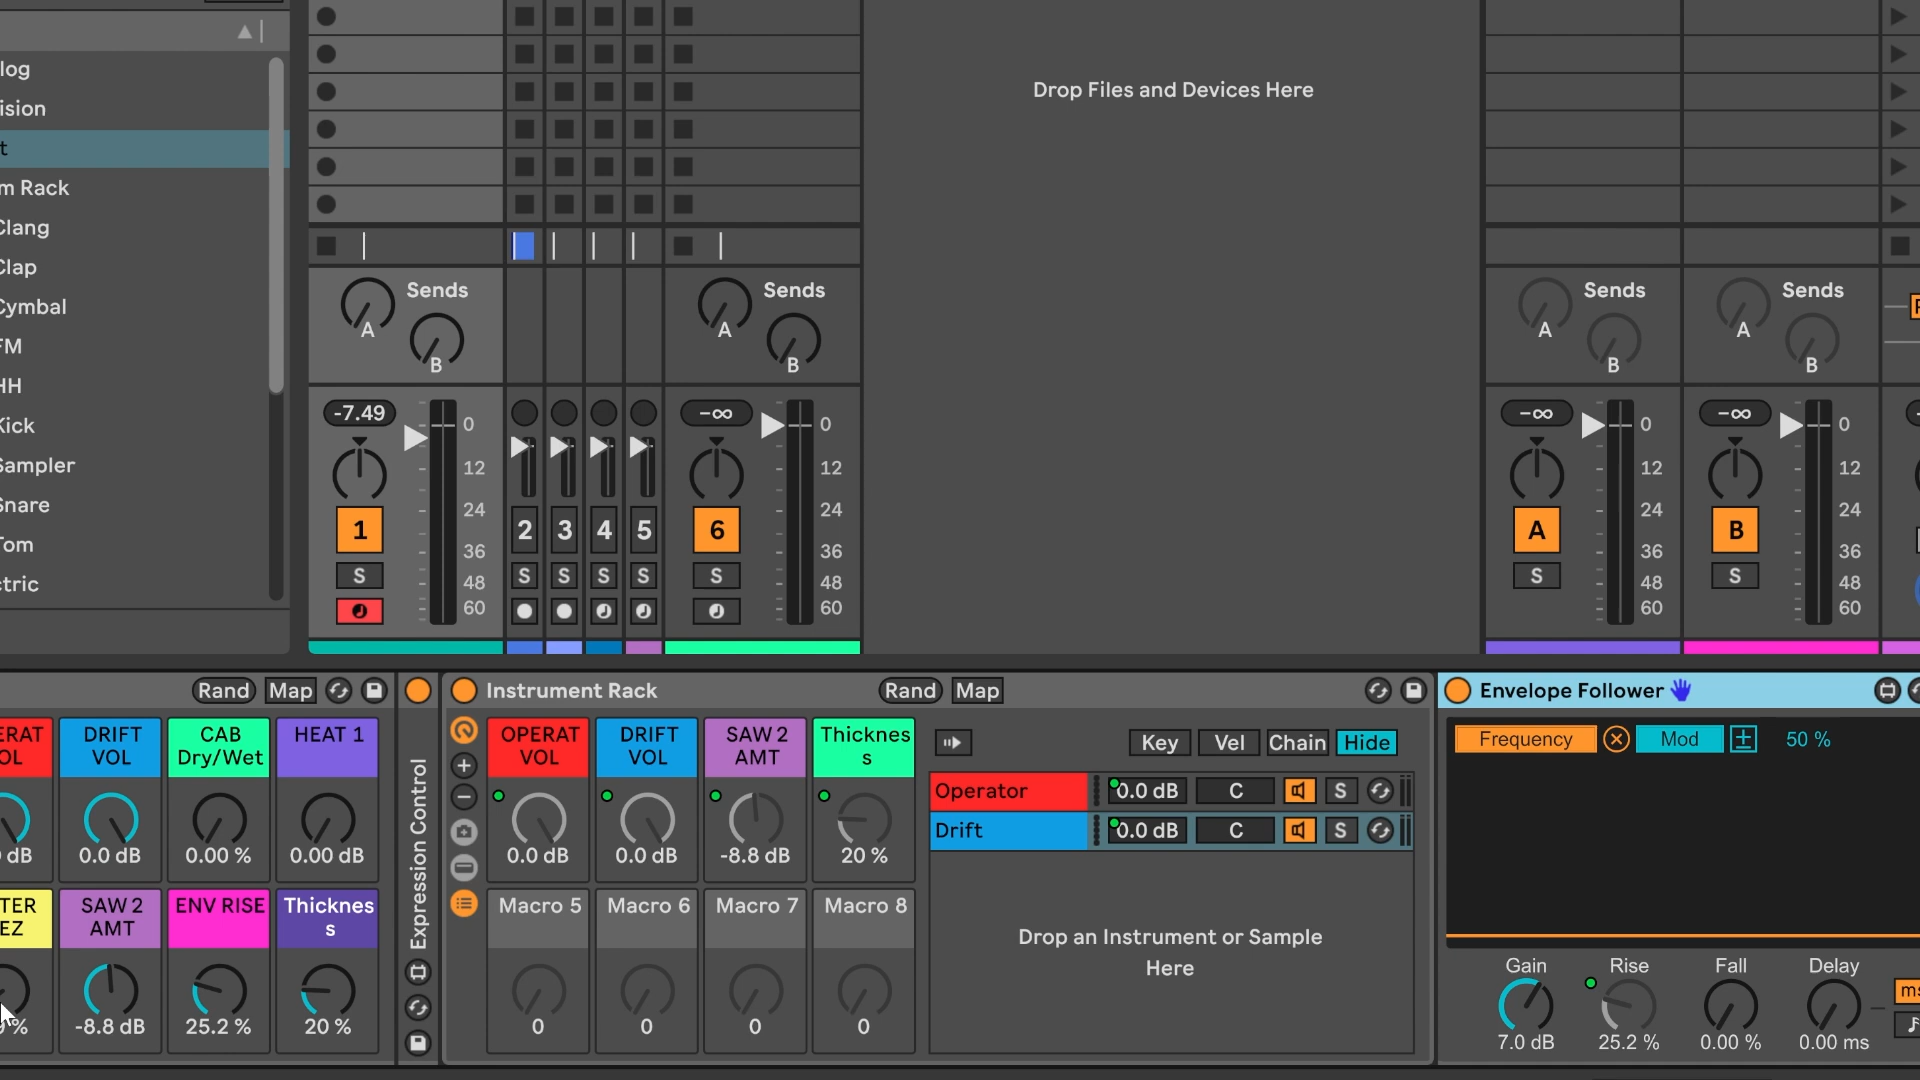 log
ision
t
m Rack
Clang
Clap
Cymbal
FM
HH
Kick
Sampler
Snare
Tom
ctric
Drop Files and Devices Here
Sends
A
B
Sends
A
B
Sends
A
B
Sends
A
B
-7.49
0
12
24
36
48
60
1
S
2 3 4 5
S S S S
-∞
0
12
24
36
48
60
6
S
-∞
0
12
24
36
48
60
A
S
-∞
0
12
24
36
48
60
B
S
Rand Map
ERAT
OL
DRIFT
VOL
CAB
Dry/Wet
HEAT 1
dB
0.0 dB
0.00 %
0.00 dB
TER
EZ
SAW 2
AMT
ENV RISE
Thicknes
s
%
-8.8 dB
25.2 %
20 %
Expression Control
Instrument Rack
Rand Map
OPERAT
VOL
DRIFT
VOL
SAW 2
AMT
Thicknes
s
0.0 dB
0.0 dB
-8.8 dB
20 %
Macro 5
Macro 6
Macro 7
Macro 8
0
0
0
0
Key Vel Chain Hide
Operator 0.0 dB C S
Drift 0.0 dB C S
Drop an Instrument or Sample
Here
Envelope Follower
Frequency Mod ± 50 %
Gain Rise Fall Delay
7.0 dB 25.2 % 0.00 % 0.00 ms
ms